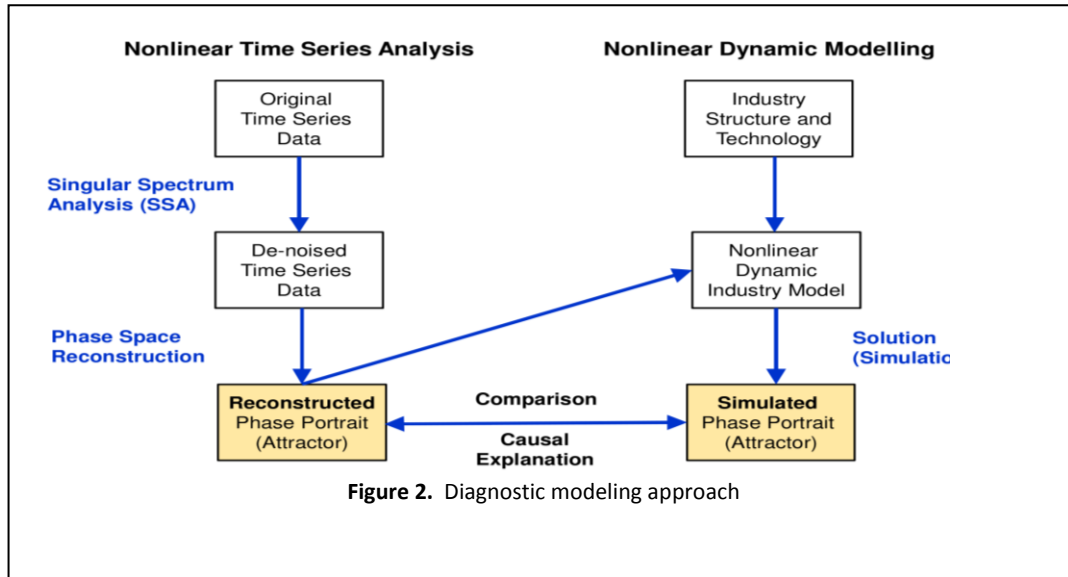 Nonlinear Time Series Analysis
Original
Time Series
Data
Singular Spectrum
Analysis (SSA)
De-noised
Time Series
Data
Phase Space
Reconstruction
Reconstructed
Phase Portrait
(Attractor)
Comparison
Causal
Explanation
Nonlinear Dynamic Modelling
Industry
Structure and
Technology
Nonlinear
Dynamic
Industry Model
Solution
(Simulatio
Simulated
Phase Portrait
(Attractor)
Figure 2. Diagnostic modeling approach